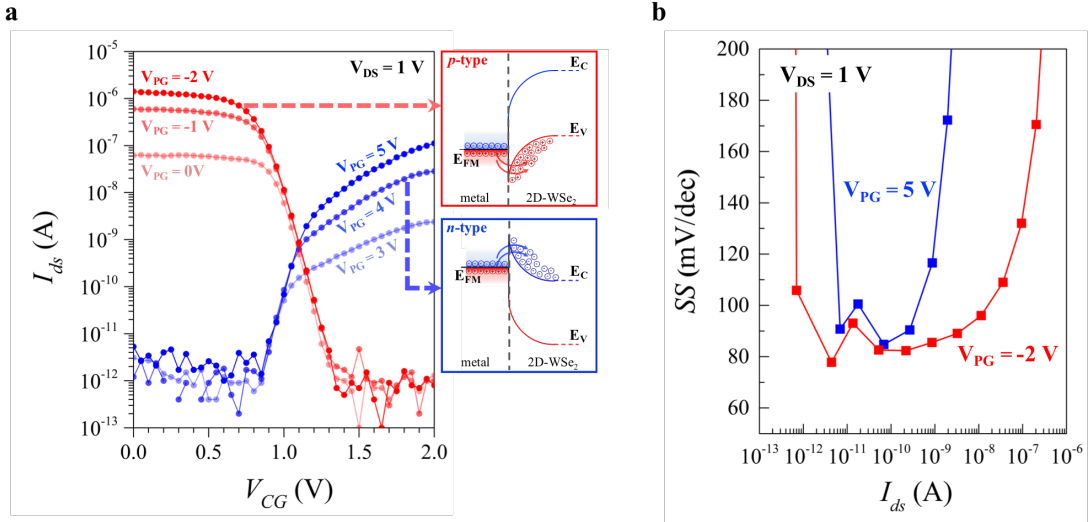 a
10⁻⁵
10⁻⁶
10⁻⁷
10⁻⁸
10⁻⁹
10⁻¹⁰
10⁻¹¹
10⁻¹²
10⁻¹³
I_ds (A)
0.0 0.5 1.0 1.5 2.0
V_CG (V)
V_DS = 1 V
V_PG = -2 V
V_PG = -1 V
V_PG = 0V
V_PG = 5 V
V_PG = 4 V
V_PG = 3 V
p-type
E_C
E_V
E_FM
metal 2D-WSe₂
n-type
E_FM
E_C
E_V
metal 2D-WSe₂
b
200
180
160
140
120
100
80
60
SS (mV/dec)
V_DS = 1 V
V_PG = 5 V
V_PG = -2 V
10⁻¹³ 10⁻¹² 10⁻¹¹ 10⁻¹⁰ 10⁻⁹ 10⁻⁸ 10⁻⁷ 10⁻⁶
I_ds (A)